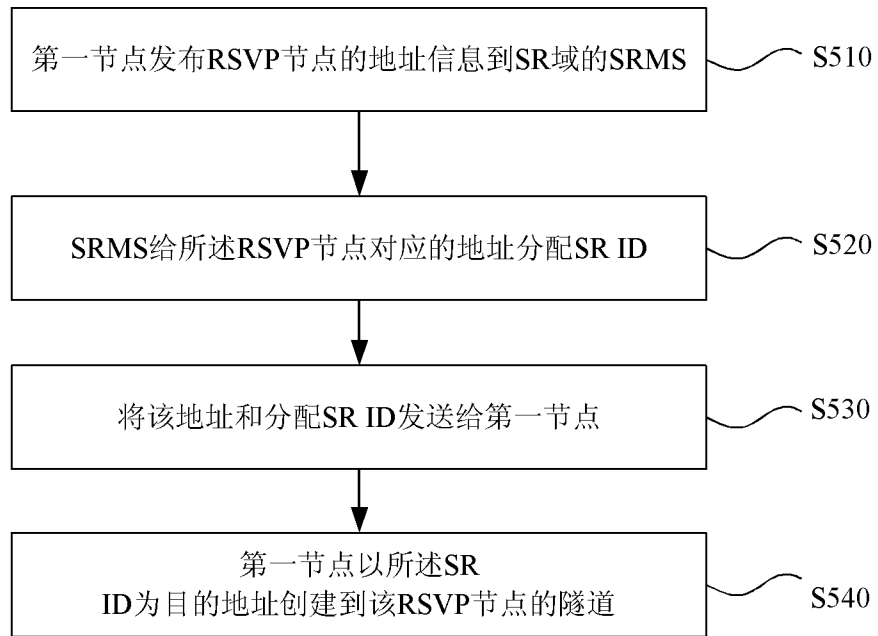 第一节点发布RSVP节点的地址信息到SR域的SRMS
S510
SRMS给所述RSVP节点对应的地址分配SR ID
S520
将该地址和分配SR ID发送给第一节点
S530
第一节点以所述SR
ID为目的地址创建到该RSVP节点的隧道
S540